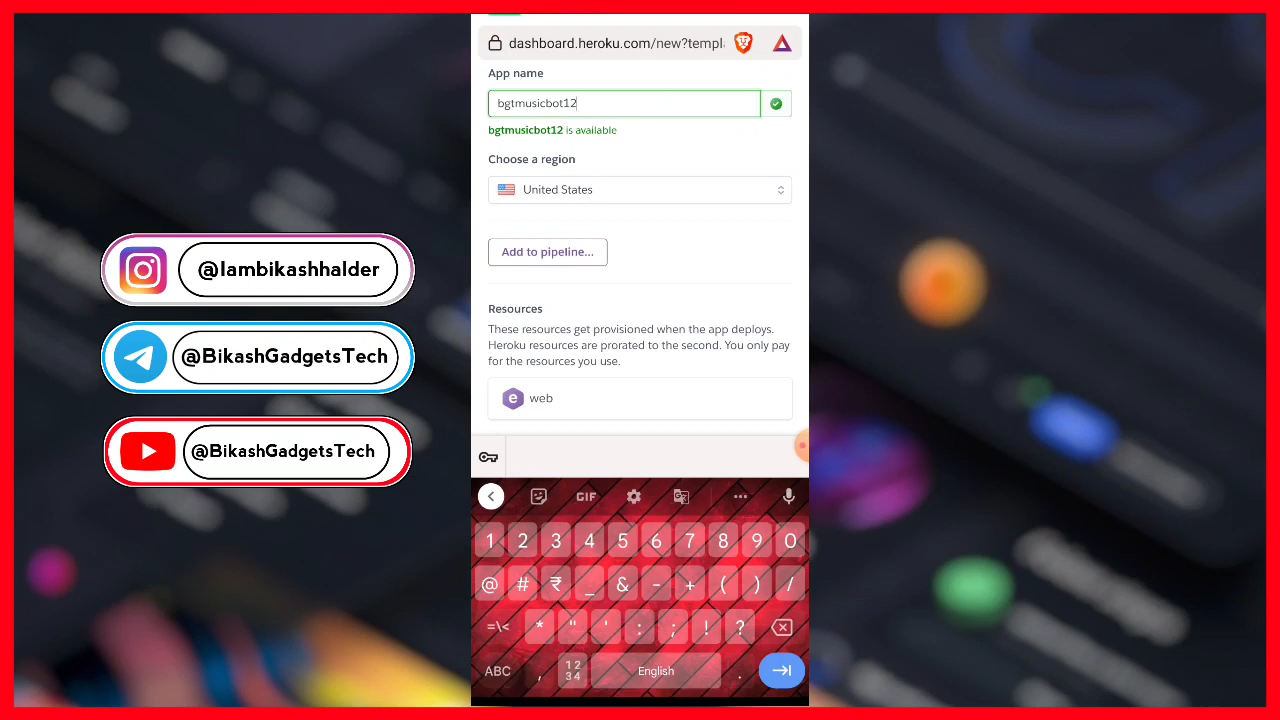 @Iambikashhalder
@BikashGadgetsTech
@BikashGadgetsTech
dashboard.heroku.com/new?templ
App name
bgtmusicbot12
bgtmusicbot12 is available
Choose a region
United States
Add to pipeline...
Resources
These resources get provisioned when the app deploys.
Heroku resources are prorated to the second. You only pay
for the resources you use.
e web
GIF
1 2 3 4 5 6 7 8 9 0
@ # ₹ _ & - + ( ) /
=\< * " ' : ; ! ?
ABC , 12 34 English .